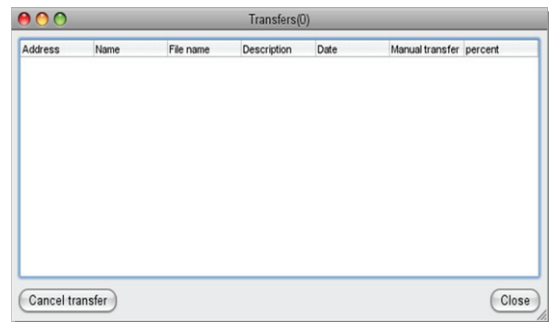 Transfers(0)
Address Name File name Description Date Manual transfer percent
Cancel transfer Close